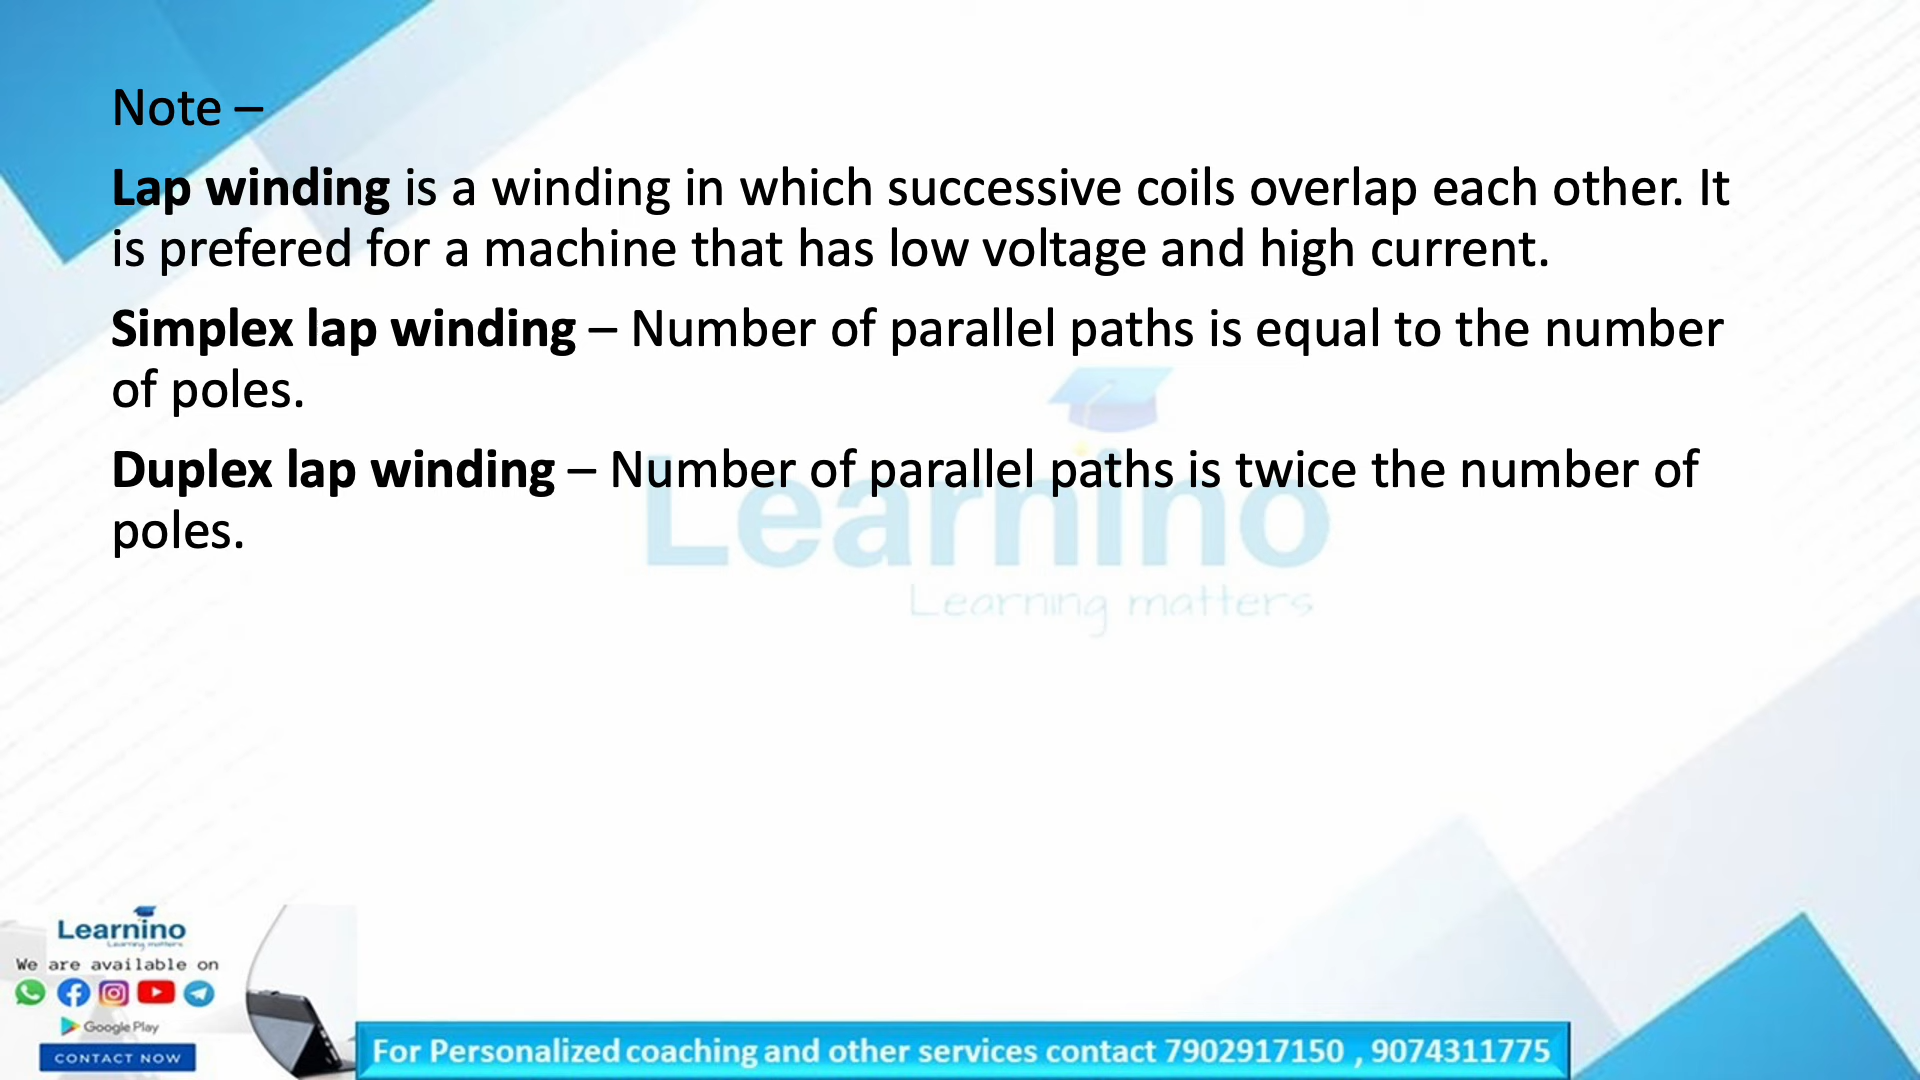 Note –
Lap winding is a winding in which successive coils overlap each other. It
is prefered for a machine that has low voltage and high current.
Simplex lap winding – Number of parallel paths is equal to the number
of poles.
Duplex lap winding – Number of parallel paths is twice the number of
poles.
Learnino
Learning matters
Learnino
Learning matters
We are available on
Google Play
CONTACT NOW
For Personalized coaching and other services contact 7902917150 , 9074311775